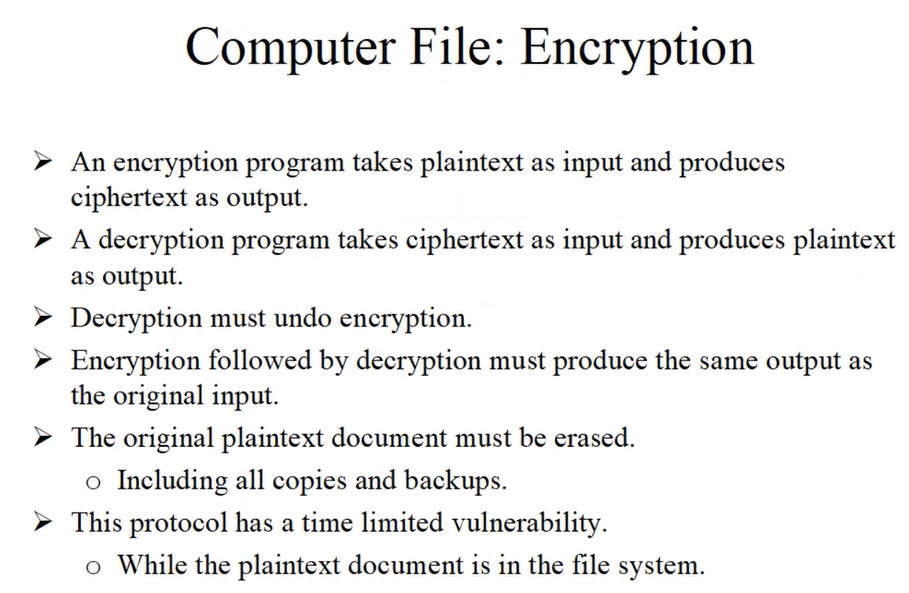 Computer File: Encryption
➢ An encryption program takes plaintext as input and produces
ciphertext as output.
➢ A decryption program takes ciphertext as input and produces plaintext
as output.
➢ Decryption must undo encryption.
➢ Encryption followed by decryption must produce the same output as
the original input.
➢ The original plaintext document must be erased.
o Including all copies and backups.
➢ This protocol has a time limited vulnerability.
o While the plaintext document is in the file system.